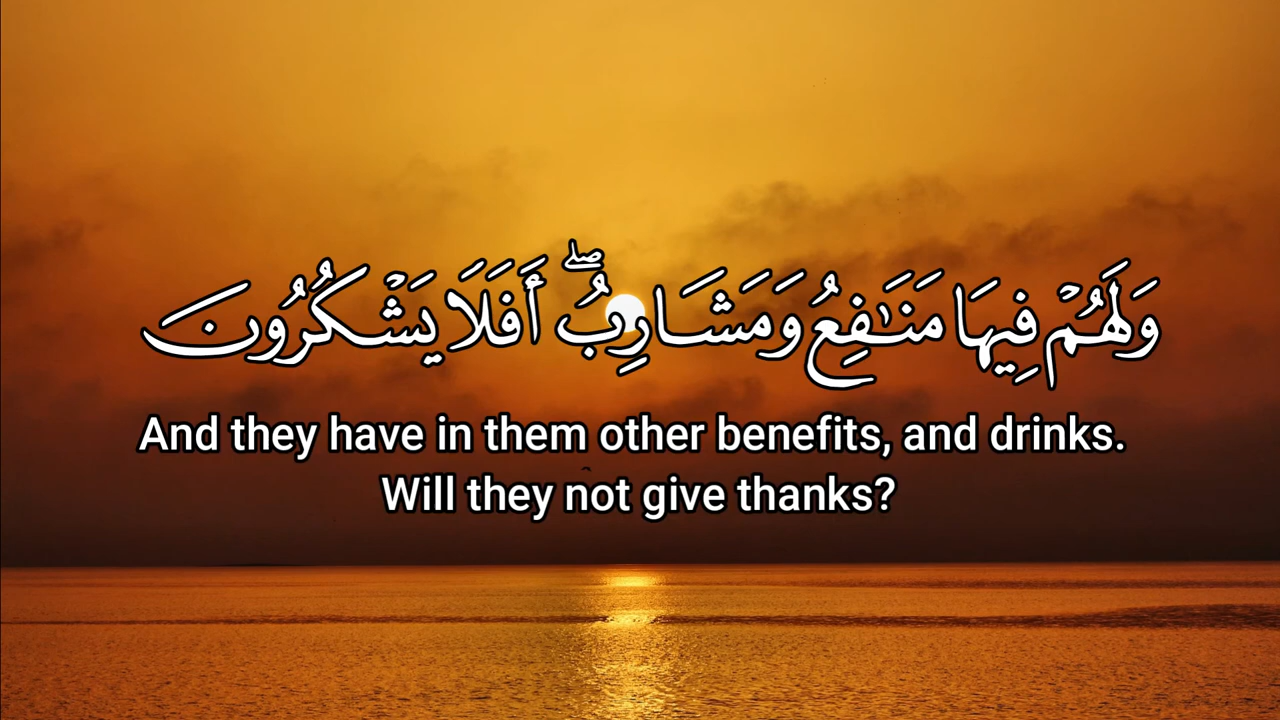 وَلَهُمْ فِيهَا مَنَـٰفِعُ وَمَشَارِبُ ۖ أَفَلَا يَشْكُرُونَ
And they have in them other benefits, and drinks.
Will they not give thanks?